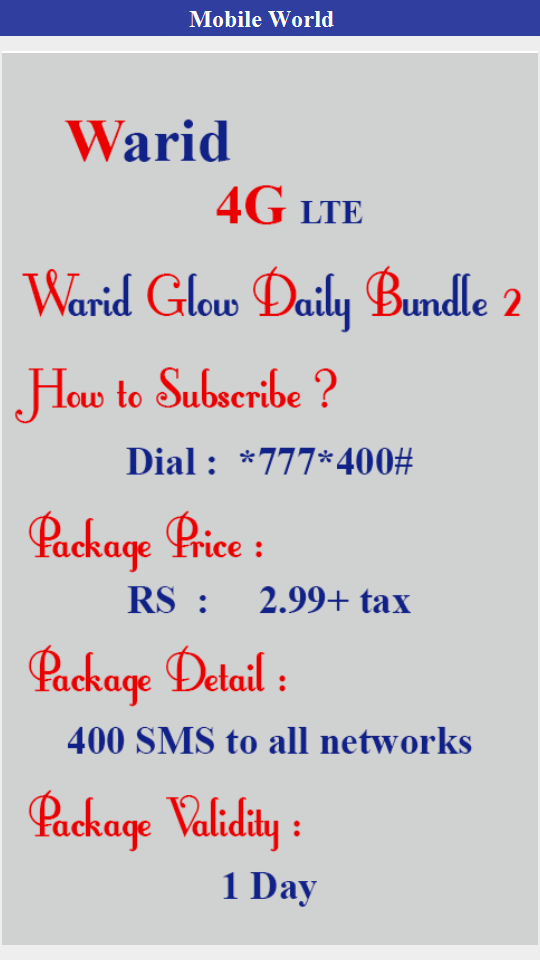 Mobile World
Warid
4G LTE
Warid Glow Daily Bundle 2
How to Subscribe ?
Dial : *777*400#
Package Price :
RS : 2.99+ tax
Package Detail :
400 SMS to all networks
Package Validity :
1 Day